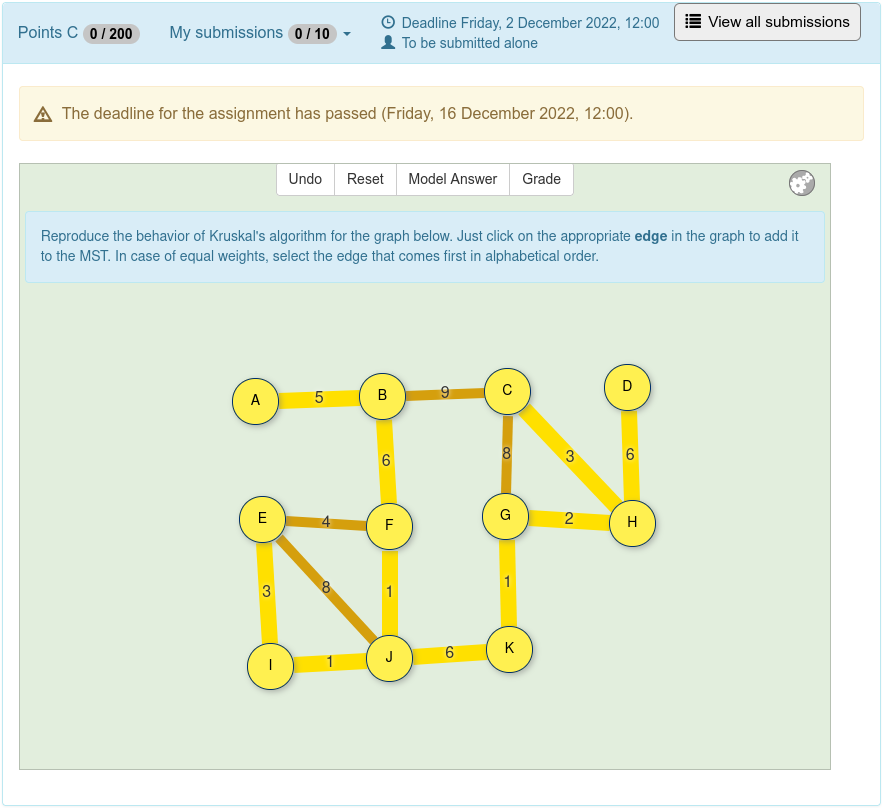 Points C 0 / 200 My submissions 0 / 10 Deadline Friday, 2 December 2022, 12:00 View all submissions
To be submitted alone
The deadline for the assignment has passed (Friday, 16 December 2022, 12:00).
Undo Reset Model Answer Grade
Reproduce the behavior of Kruskal's algorithm for the graph below. Just click on the appropriate edge in the graph to add it
to the MST. In case of equal weights, select the edge that comes first in alphabetical order.
A 5 B 9 C D
6 8 3 6
E 4 F G 2 H
3 8 1 1
I 1 J 6 K